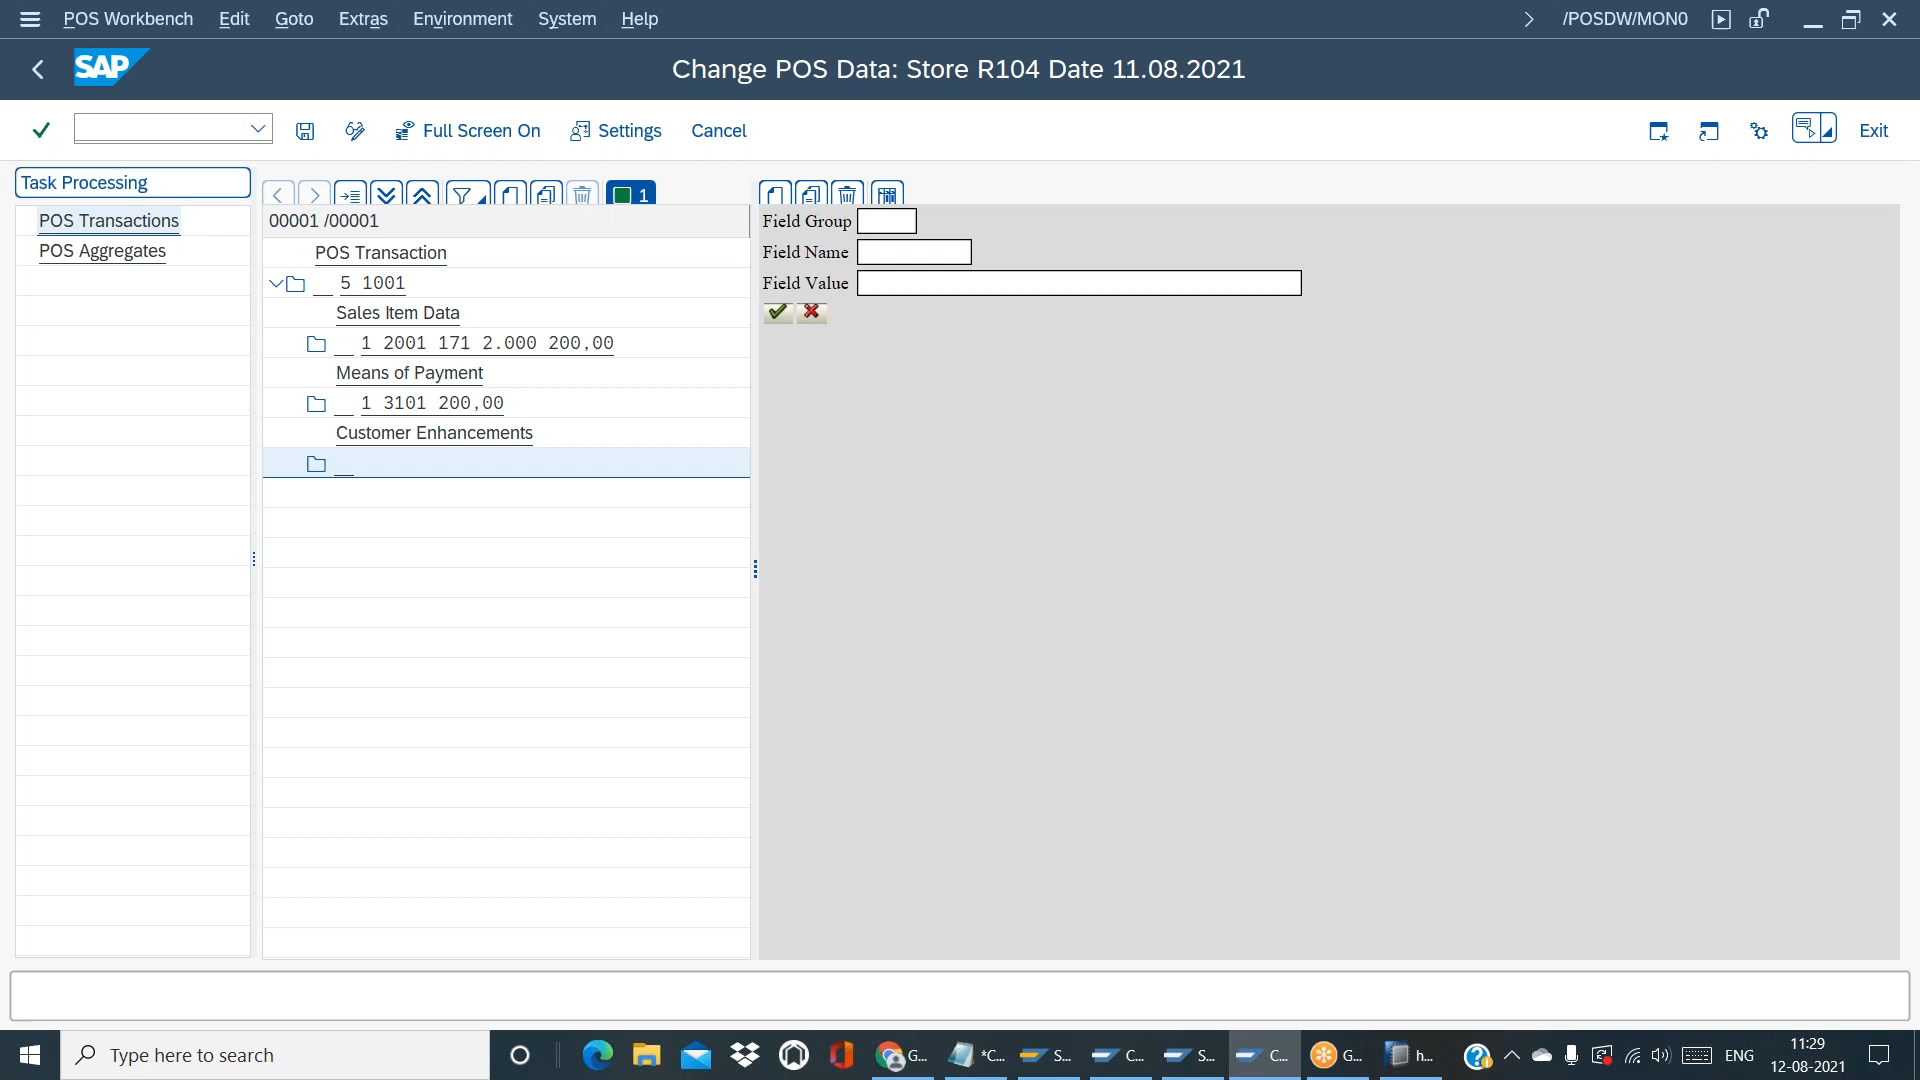 POS Workbench Edit Goto Extras Environment System Help /POSDW/MON0
SAP Change POS Data: Store R104 Date 11.08.2021
Full Screen On Settings Cancel Exit
Task Processing
POS Transactions
POS Aggregates
1
00001 /00001
POS Transaction
5 1001
Sales Item Data
1 2001 171 2.000 200,00
Means of Payment
1 3101 200,00
Customer Enhancements
Field Group
Field Name
Field Value
Type here to search
G...
*C...
S...
C...
S...
C...
G...
h...
ENG
11:29
12-08-2021